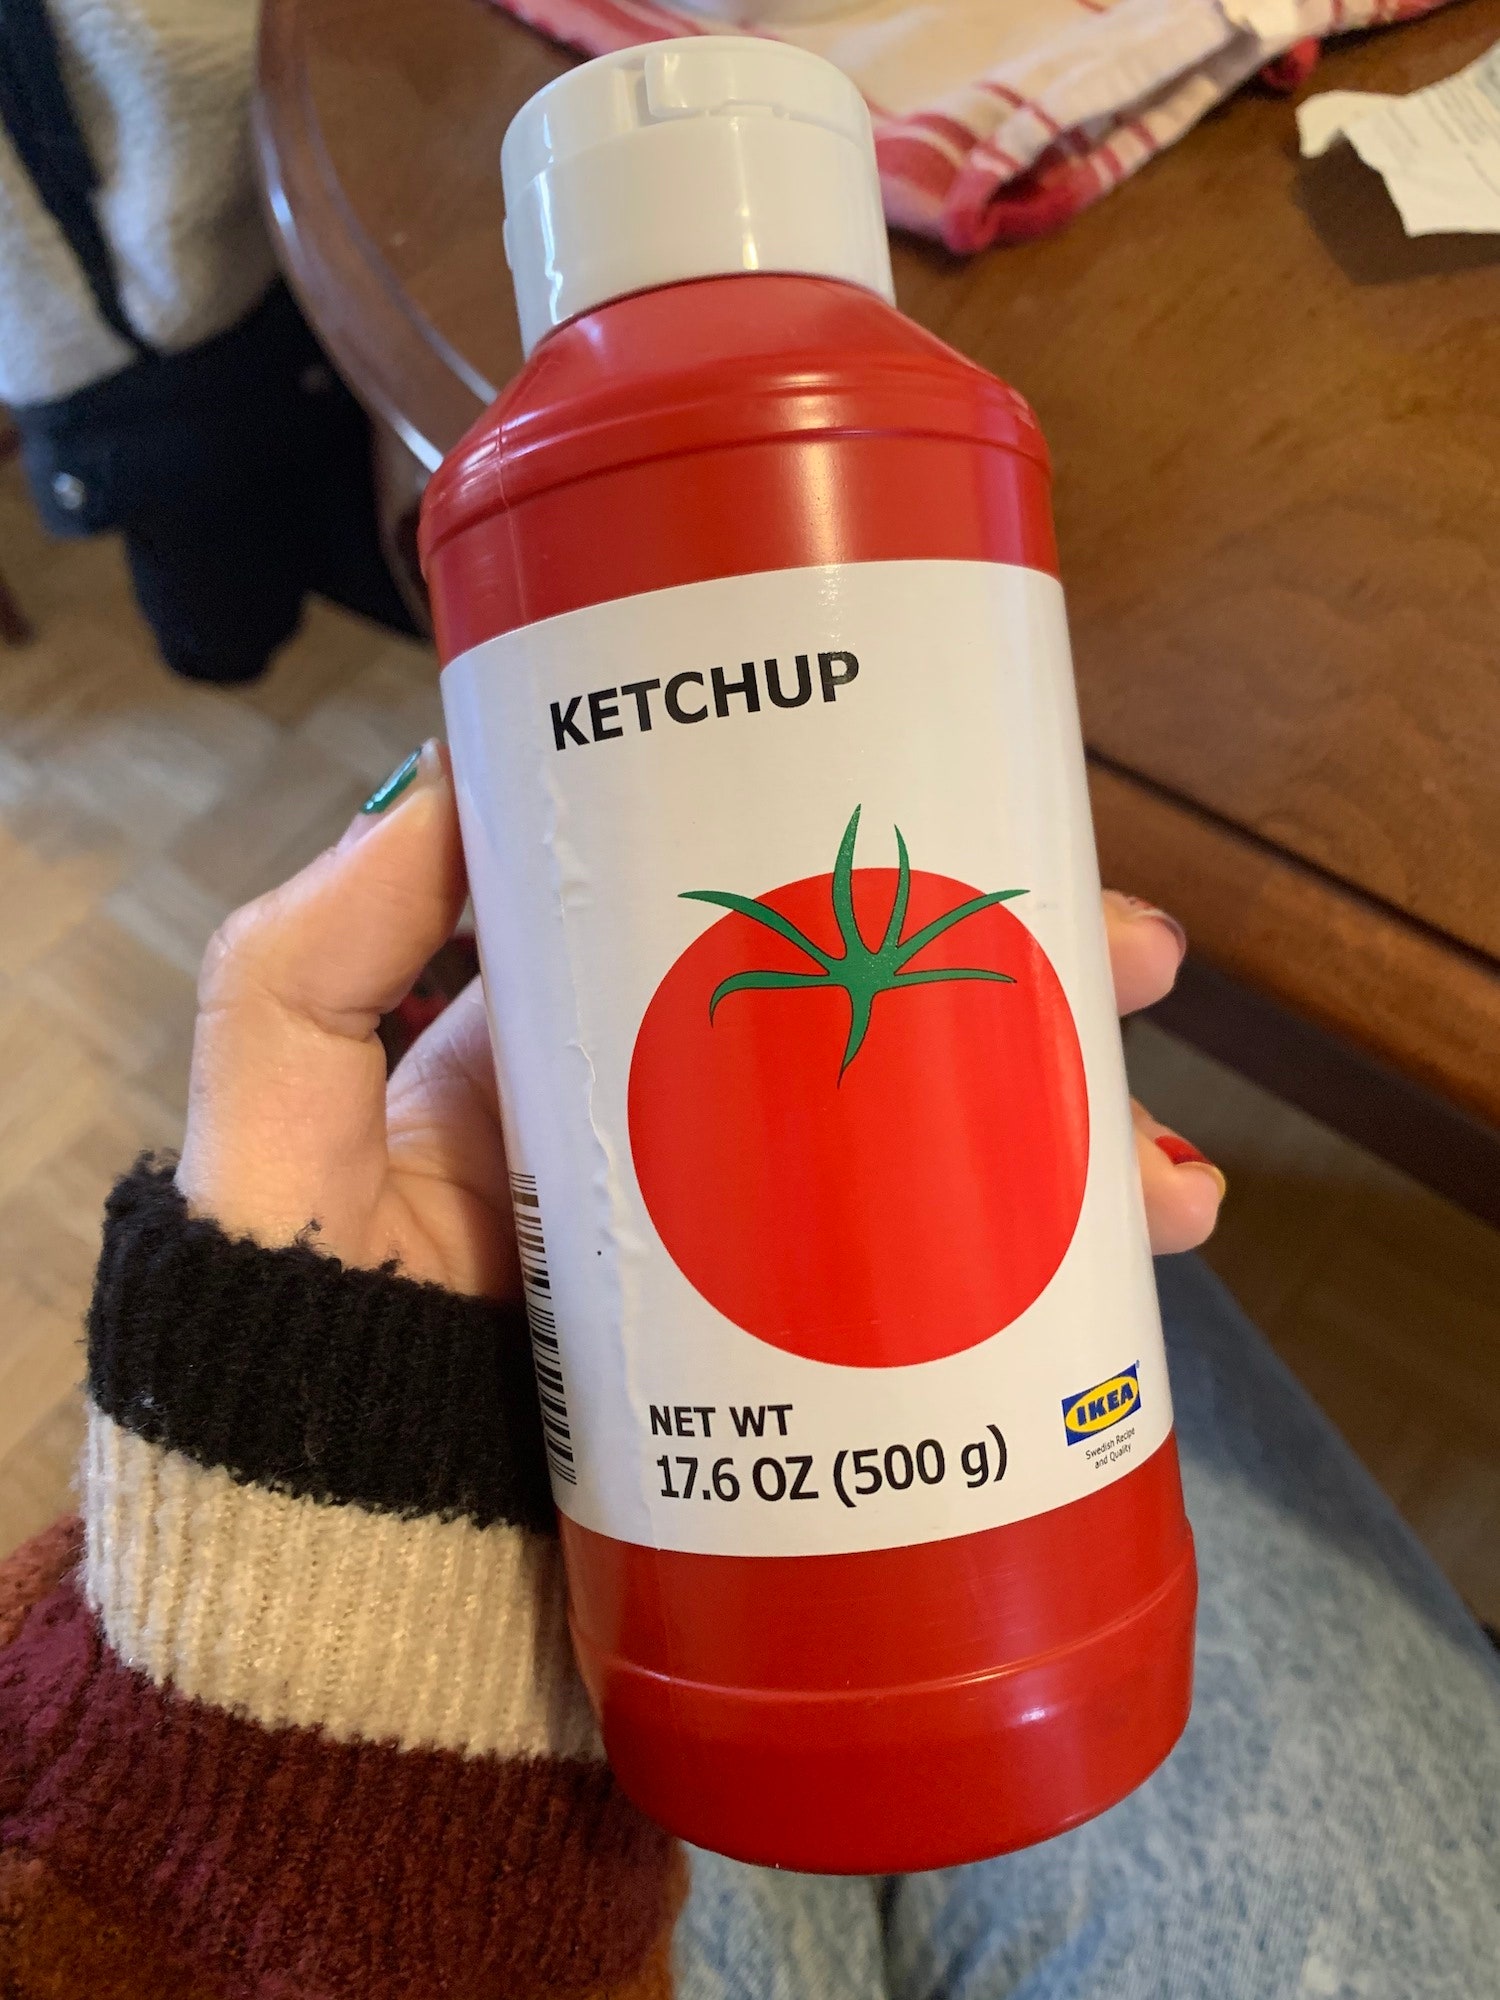 KETCHUP
NET WT
17.6 OZ (500 g)
IKEA
Swedish Recipe
and Quality